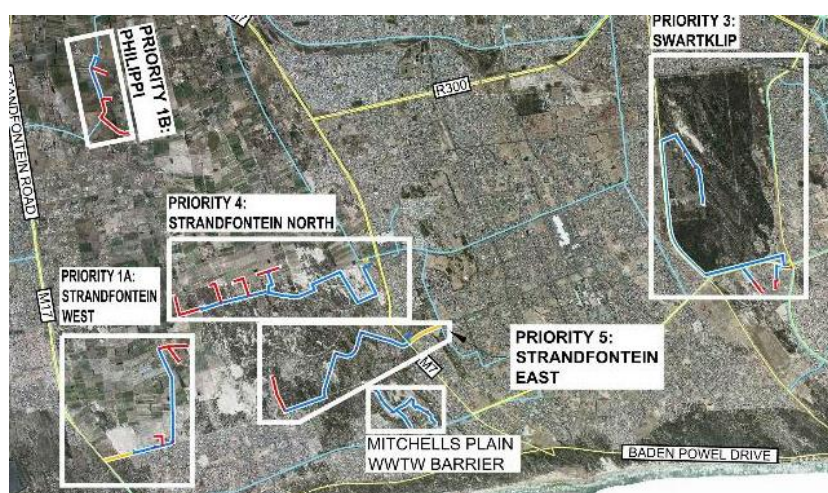 PRIORITY 3:
SWARTKLIP
PRIORITY 1B:
PHILIPPI
R300
STRANDFONTEIN ROAD
PRIORITY 4:
STRANDFONTEIN NORTH
PRIORITY 1A:
STRANDFONTEIN
WEST
M17
PRIORITY 5:
STRANDFONTEIN
EAST
M7
MITCHELLS PLAIN
WWTW BARRIER
BADEN POWEL DRIVE